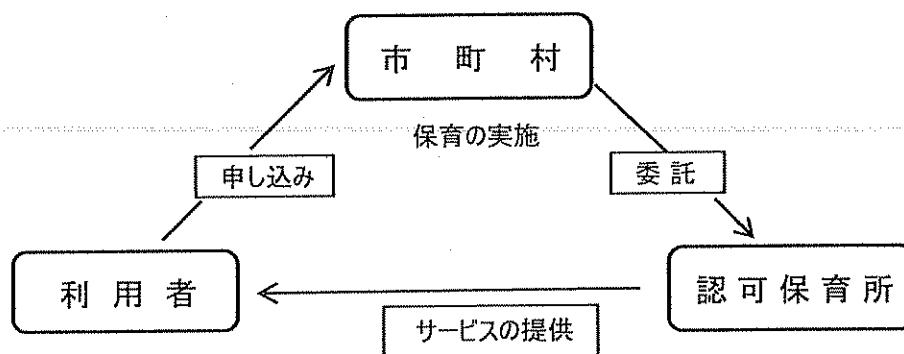 市町村
保育の実施
申し込み
委託
利用者
認可保育所
サービスの提供